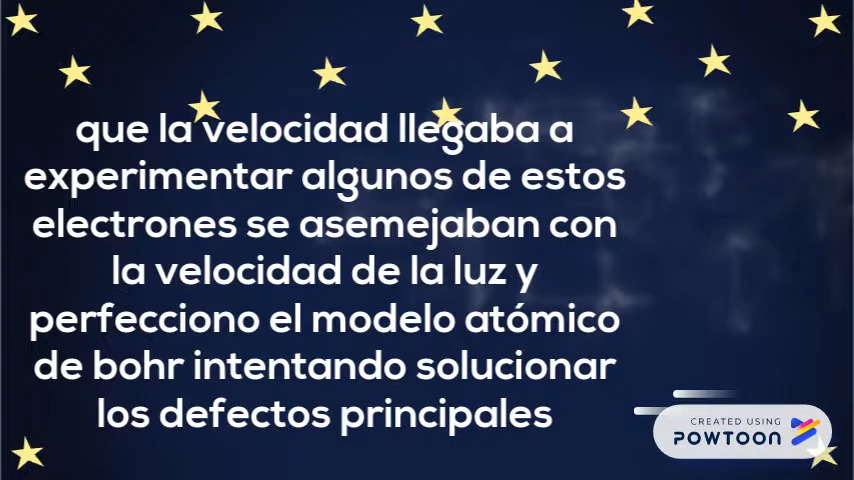 que la velocidad llegaba a
experimentar algunos de estos
electrones se asemejaban con
la velocidad de la luz y
perfecciono el modelo atómico
de bohr intentando solucionar
los defectos principales
CREATED USING
POWTOON